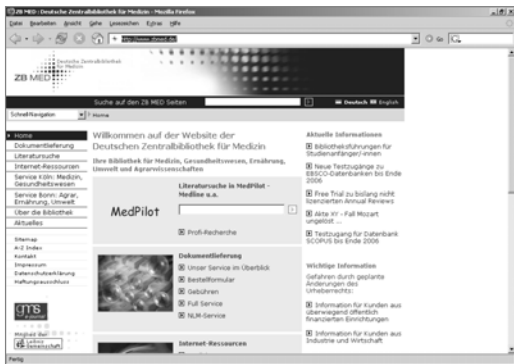 ZB MED | Deutsche Zentralbibliothek für Medizin - Mozilla Firefox
Datei Bearbeiten Ansicht Gehe Lesezeichen Extras Hilfe
http://www.zbmed.de/
Go
Deutsche Zentralbibliothek
für Medizin
ZB MED
Suche auf den ZB MED Seiten
Deutsch English
Schnell-Navigation
Home
Home
Dokumentlieferung
Literatursuche
Internet-Ressourcen
Service Köln: Medizin,
Gesundheitswesen
Service Bonn: Agrar,
Ernährung, Umwelt
Über die Bibliothek
Aktuelles
Sitemap
A-Z Index
Kontakt
Impressum
Datenschutzerklärung
Haftungsausschluss
gms
Mitglied der
Leibniz
Gemeinschaft
Willkommen auf der Website der
Deutschen Zentralbibliothek für Medizin
Ihre Bibliothek für Medizin, Gesundheitswesen, Ernährung,
Umwelt und Agrarwissenschaften
MedPilot
Literatursuche in MedPilot -
Medline u.a.
Profi-Recherche
Dokumentlieferung
Unser Service im Überblick
Bestellformular
Gebühren
Full Service
NLM-Service
Internet-Ressourcen
Aktuelle Informationen
Bibliotheksführungen für
Studienanfänger/-innen
Neue Testzugänge zu
EBSCO-Datenbanken bis Ende
2006
Free Trial zu bislang nicht
lizenzierten Annual Reviews
Akte XY - Fall Mozart
ungelöst ...
Testzugang für Datenbank
SCOPUS bis Ende 2006
Wichtige Information
Gefahren durch geplante
Änderungen des
Urheberrechts:
Information für Kunden aus
überwiegend öffentlich
finanzierten Einrichtungen
Information für Kunden aus
Industrie und Wirtschaft
Fertig